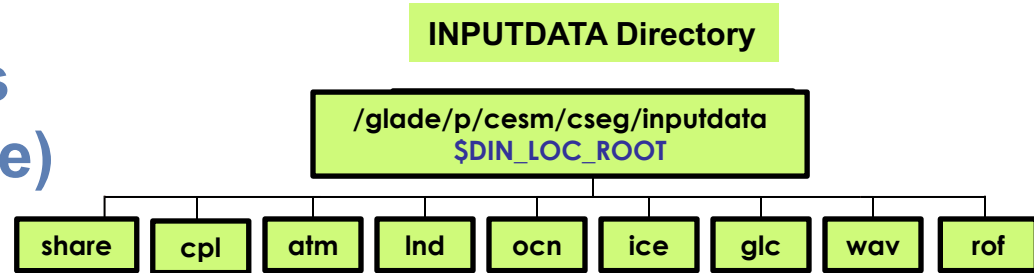 INPUTDATA Directory
s
e)
/glade/p/cesm/cseg/inputdata
$DIN_LOC_ROOT
share cpl atm lnd ocn ice glc wav rof